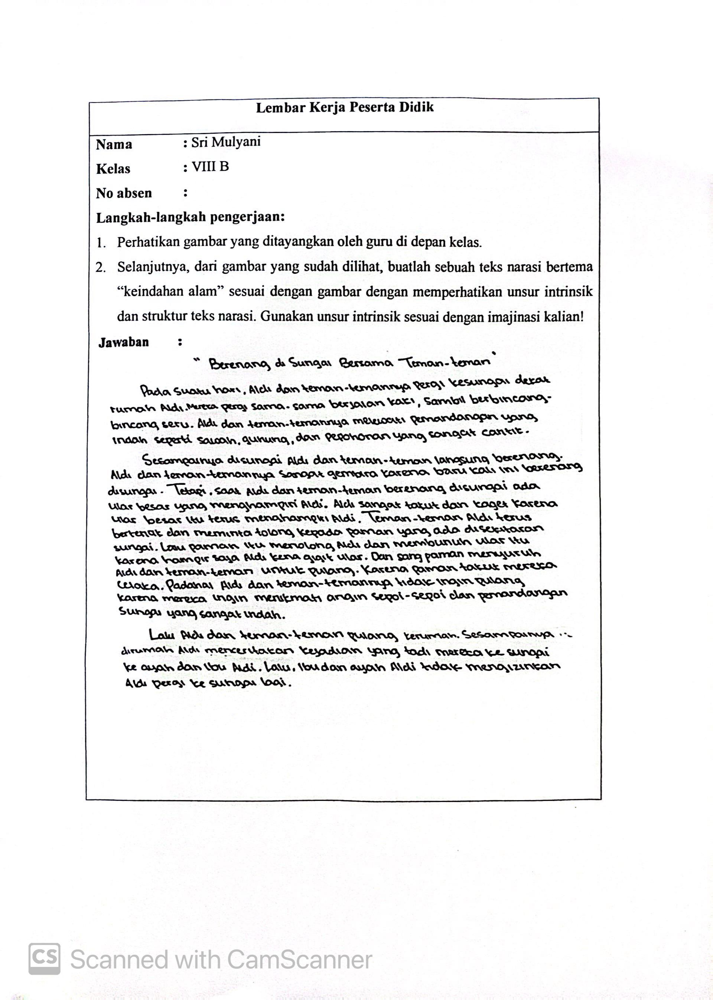 Lembar Kerja Peserta Didik
Nama : Sri Mulyani
Kelas : VIII B
No absen :
Langkah-langkah pengerjaan:
1. Perhatikan gambar yang ditayangkan oleh guru di depan kelas.
2. Selanjutnya, dari gambar yang sudah dilihat, buatlah sebuah teks narasi bertema
“keindahan alam” sesuai dengan gambar dengan memperhatikan unsur intrinsik
dan struktur teks narasi. Gunakan unsur intrinsik sesuai dengan imajinasi kalian!
Jawaban :
" Berenang di Sungai Bersama Teman-teman "
Pada suatu hari, Aldi dan teman-temannya pergi kesungai dekat
rumah Aldi. Mereka pergi sama-sama berjalan kaki, sambil berbincang-
bincang seru. Aldi dan teman-temannya melewati pemandangan yang
indah seperti sawah, gunung, dan pepohonan yang sangat cantik.
Sesampainya disungai Aldi dan teman-teman langsung berenang.
Aldi dan teman-temannya sangat gembira karena baru kali ini berenang
disungai. Tetapi, saat Aldi dan teman-teman berenang disungai ada
ular besar yang menghampiri Aldi. Aldi sangat takut dan kaget karena
ular besar itu terus menghampiri Aldi. Teman-teman Aldi terus
berteriak dan meminta tolong kepada paman yang ada disekitaran
sungai. Lalu paman itu menolong Aldi dan membunuh ular itu
karena hampir saja Aldi kena gigit ular. Dan sang paman menyuruh
Aldi dan teman-teman untuk pulang. Karena paman takut mereka
celaka. Padahal Aldi dan teman-temannya tidak ingin pulang
karena mereka ingin menikmati angin sepoi-sepoi dan pemandangan
sungai yang sangat indah.
Lalu Aldi dan teman-teman pulang kerumah. Sesampainya
dirumah Aldi menceritakan kejadian yang tadi mereka ke sungai
ke ayah dan ibu Aldi. Lalu, Ibu dan ayah Aldi tidak mengizinkan
Aldi pergi ke sungai lagi.
CS Scanned with CamScanner